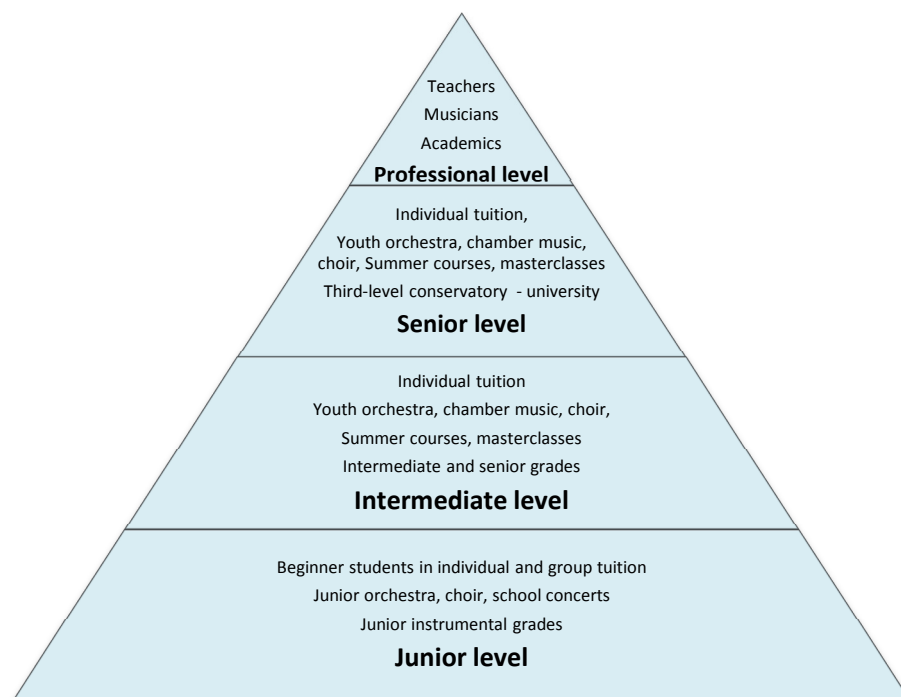 Teachers
Musicians
Academics
Professional level
Individual tuition,
Youth orchestra, chamber music,
choir, Summer courses, masterclasses
Third-level conservatory - university
Senior level
Individual tuition
Youth orchestra, chamber music, choir,
Summer courses, masterclasses
Intermediate and senior grades
Intermediate level
Beginner students in individual and group tuition
Junior orchestra, choir, school concerts
Junior instrumental grades
Junior level